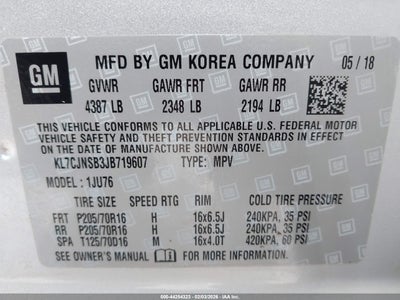 GM
MFD BY GM KOREA COMPANY 05 / 18
GVWR GAWR FRT GAWR RR
4387 LB 2348 LB 2194 LB
THIS VEHICLE CONFORMS TO ALL APPLICABLE U.S. FEDERAL MOTOR
VEHICLE SAFETY AND THEFT PREVENTION STANDARDS IN
EFFECT ON THE DATE OF MANUFACTURE SHOWN ABOVE.
KL7CJNSB3JB719607 TYPE: MPV
MODEL: 1JU76
TIRE SIZE SPEED RTG RIM COLD TIRE PRESSURE
FRT P205/70R16 H 16x6.5J 240KPA, 35 PSI
RR P205/70R16 H 16x6.5J 240KPA, 35 PSI
SPA T125/70D16 M 16x4.0T 420KPA, 60 PSI
SEE OWNER'S MANUAL FOR ADDITIONAL INFORMATION.